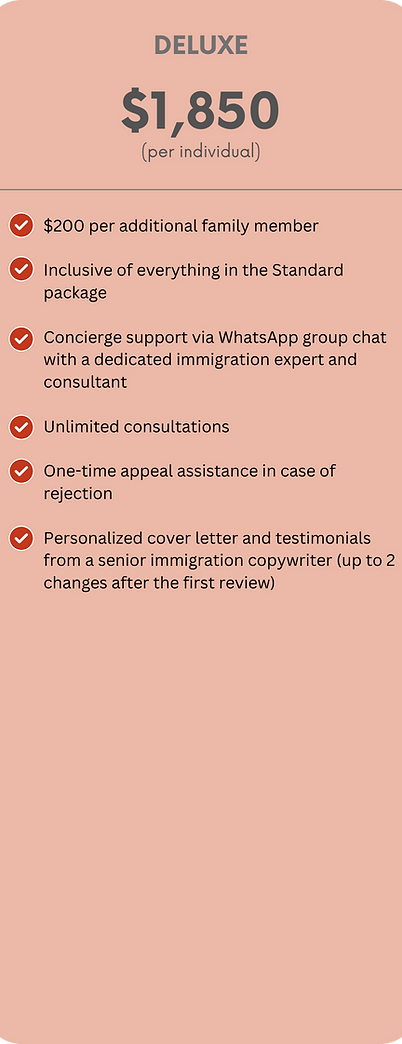 DELUXE
$1,850
(per individual)
$200 per additional family member
Inclusive of everything in the Standard
package
Concierge support via WhatsApp group chat
with a dedicated immigration expert and
consultant
Unlimited consultations
One-time appeal assistance in case of
rejection
Personalized cover letter and testimonials
from a senior immigration copywriter (up to 2
changes after the first review)